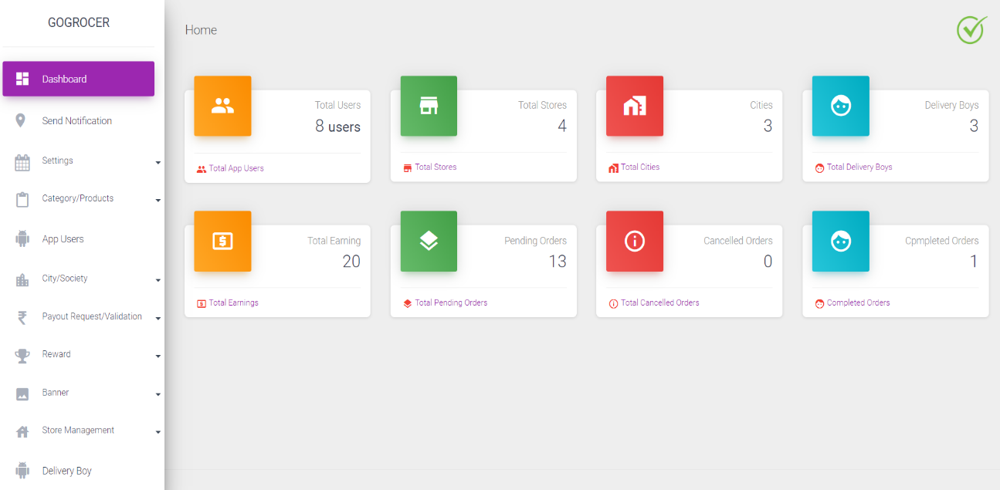 GOGROCER
Dashboard
Send Notification
Settings
Category/Products
App Users
City/Society
Payout Request/Validation
Reward
Banner
Store Management
Delivery Boy
Home
Total Users
8 users
Total App Users
Total Stores
4
Total Stores
Cities
3
Total Cities
Delivery Boys
3
Total Delivery Boys
Total Earning
20
Total Earnings
Pending Orders
13
Total Pending Orders
Cancelled Orders
0
Total Cancelled Orders
Cpmpleted Orders
1
Completed Orders